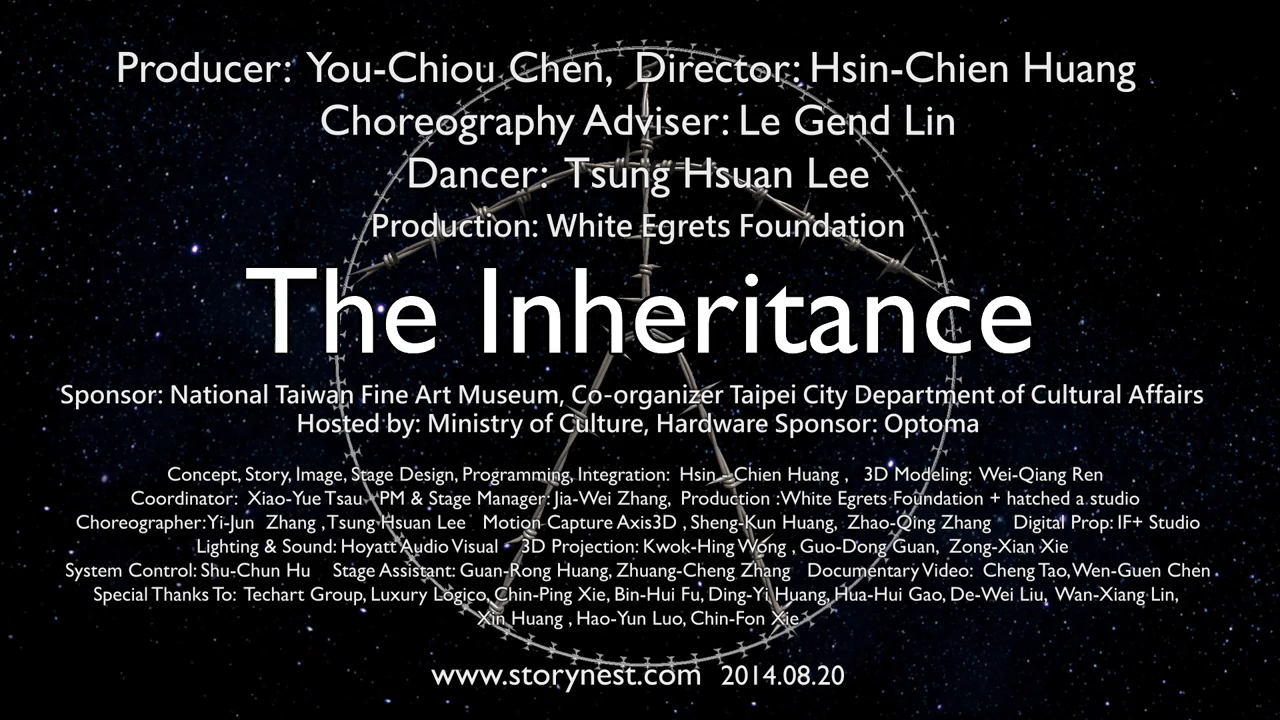 Producer: You-Chiou Chen, Director: Hsin-Chien Huang
Choreography Adviser: Le Gend Lin
Dancer: Tsung Hsuan Lee
Production: White Egrets Foundation
The Inheritance
Sponsor: National Taiwan Fine Art Museum, Co-organizer Taipei City Department of Cultural Affairs
Hosted by: Ministry of Culture, Hardware Sponsor: Optoma
Concept, Story, Image, Stage Design, Programming, Integration: Hsin - Chien Huang , 3D Modeling: Wei-Qiang Ren
Coordinator: Xiao-Yue Tsau PM & Stage Manager: Jia-Wei Zhang, Production :White Egrets Foundation + hatched a studio
Choreographer:Yi-Jun Zhang ,Tsung-Hsuan Lee Motion Capture Axis3D , Sheng-Kun Huang, Zhao-Qing Zhang Digital Prop: IF+ Studio
Lighting & Sound: Hoyatt Audio Visual 3D Projection: Kwok-Hing Wong , Guo-Dong Guan, Zong-Xian Xie
System Control: Shu-Chun Hu Stage Assistant: Guan-Rong Huang, Zhuang-Cheng Zhang Documentary Video: Cheng Tao, Wen-Guen Chen
Special Thanks To: Techart Group, Luxury Logico, Chin-Ping Xie, Bin-Hui Fu, Ding-Yi Huang, Hua-Hui Gao, De-Wei Liu, Wan-Xiang Lin,
Xin Huang , Hao-Yun Luo, Chin-Fon Xie
www.storynest.com 2014.08.20